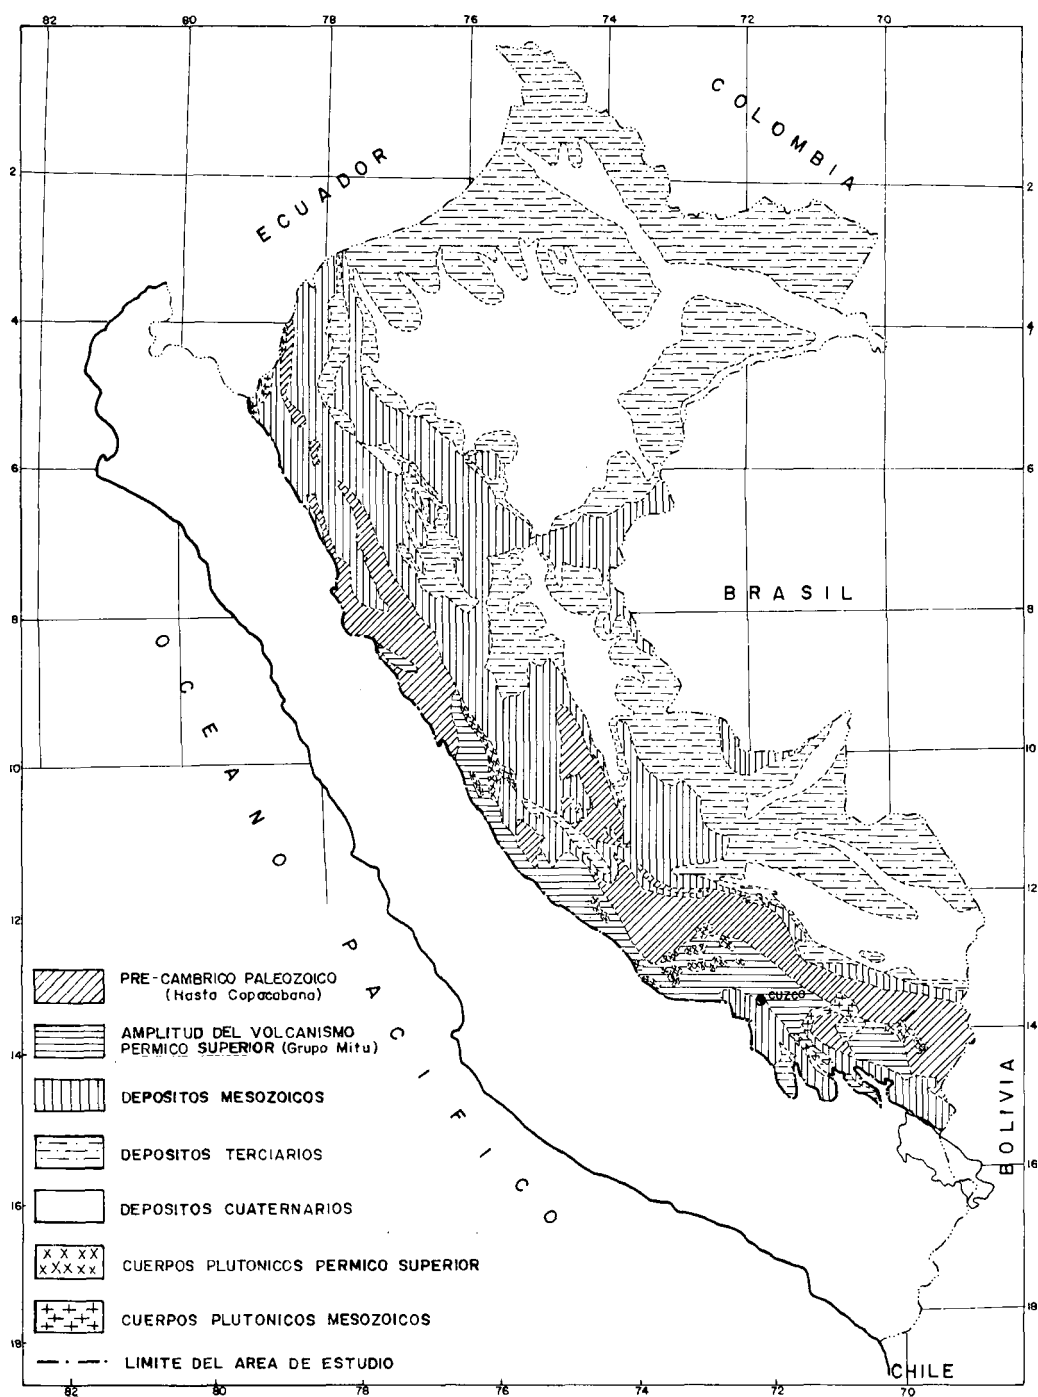 82 80 78 76 74 72 70
COLOMBIA
ECUADOR
2 2
4 4
6 6
BRASIL
8 8
OCEANO PACIFICO
10 10
12 12
CUZCO
14 14
BOLIVIA
16 16
18 18
PRE-CAMBRICO PALEOZOICO
(Hasta Copacabana)
AMPLITUD DEL VOLCANISMO
PERMICO SUPERIOR (Grupo Mitu)
DEPOSITOS MESOZOICOS
DEPOSITOS TERCIARIOS
DEPOSITOS CUATERNARIOS
CUERPOS PLUTONICOS PERMICO SUPERIOR
CUERPOS PLUTONICOS MESOZOICOS
LIMITE DEL AREA DE ESTUDIO
CHILE
82 80 78 76 74 72 70